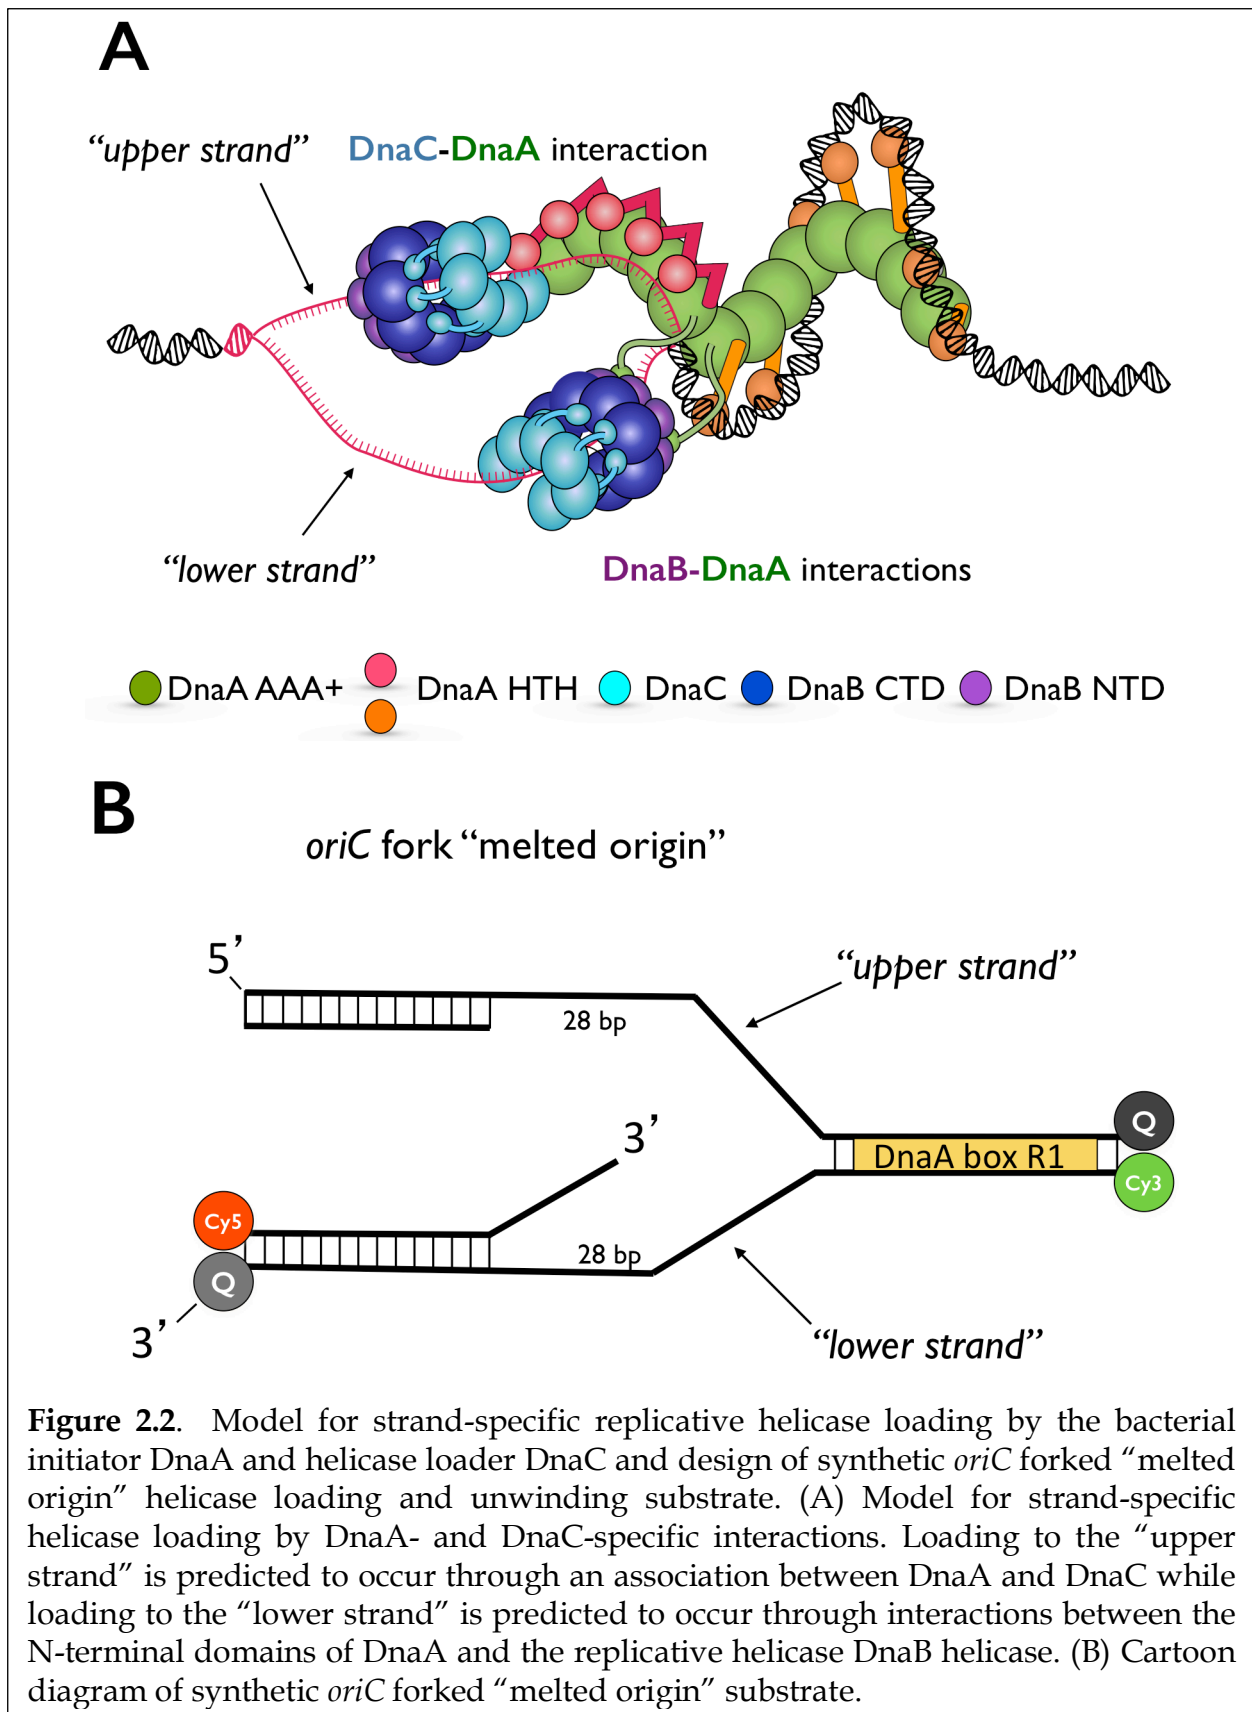 A
“upper strand”
DnaC-DnaA interaction
“lower strand”
DnaB-DnaA interactions
DnaA AAA+ DnaA HTH DnaC DnaB CTD DnaB NTD
B
oriC fork “melted origin”
5’
“upper strand”
28 bp
3’
Q
DnaA box R1
Cy3
Cy5
28 bp
Q
3’
“lower strand”
Figure 2.2. Model for strand-specific replicative helicase loading by the bacterial
initiator DnaA and helicase loader DnaC and design of synthetic oriC forked “melted
origin” helicase loading and unwinding substrate. (A) Model for strand-specific
helicase loading by DnaA- and DnaC-specific interactions. Loading to the “upper
strand” is predicted to occur through an association between DnaA and DnaC while
loading to the “lower strand” is predicted to occur through interactions between the
N-terminal domains of DnaA and the replicative helicase DnaB helicase. (B) Cartoon
diagram of synthetic oriC forked “melted origin” substrate.